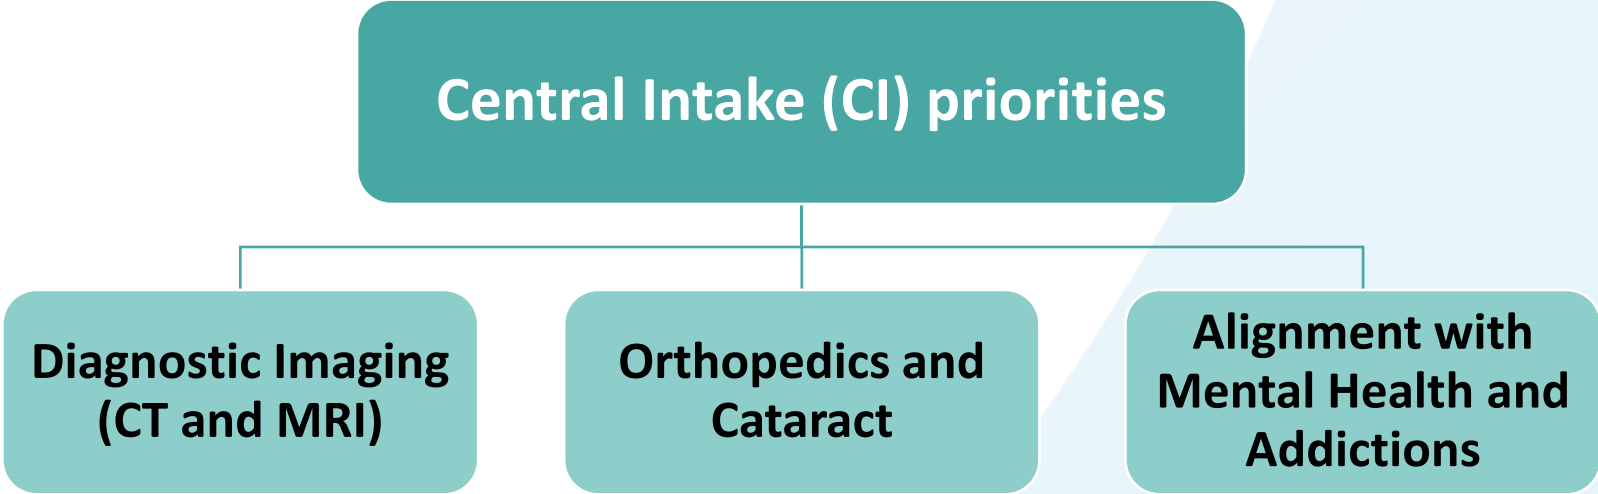 Central Intake (CI) priorities
Diagnostic Imaging
(CT and MRI)
Orthopedics and
Cataract
Alignment with
Mental Health and
Addictions